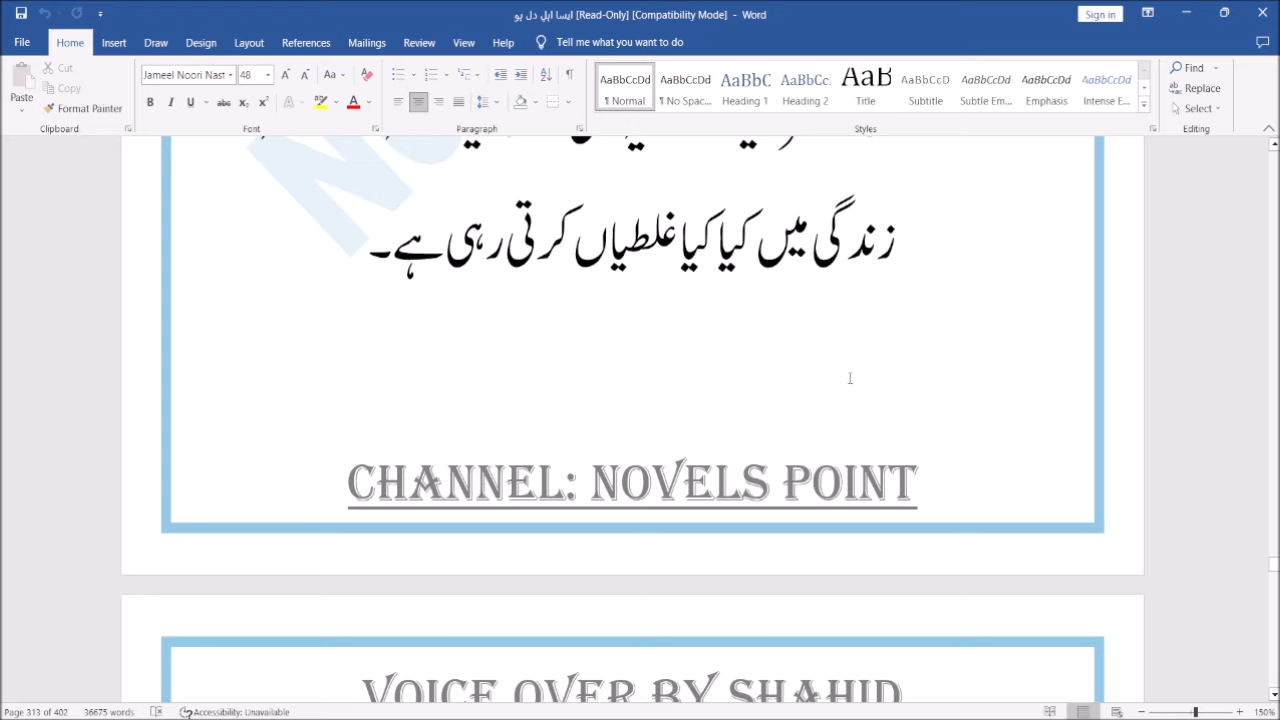 ایسا اہلِ دل ہو [Read-Only] [Compatibility Mode] - Word
Sign in
File Home Insert Draw Design Layout References Mailings Review View Help Tell me what you want to do
Paste
Cut
Copy
Format Painter
Clipboard
Jameel Noori Nast 48
Font
Paragraph
AaBbCcDd ¶ Normal
AaBbCcDd ¶ No Spac...
AaBbC Heading 1
AaBbCc Heading 2
AaB Title
AaBbCcD Subtitle
AaBbCcDd Subtle Em...
AaBbCcDd Emphasis
AaBbCcDd Intense E...
Styles
Find
Replace
Select
Editing
زندگی میں کیا کیا غلطیاں کرتی رہی ہے۔
CHANNEL: NOVELS POINT
VOICE OVER BY SHAHID
Page 313 of 402 36675 words Accessibility: Unavailable 150%